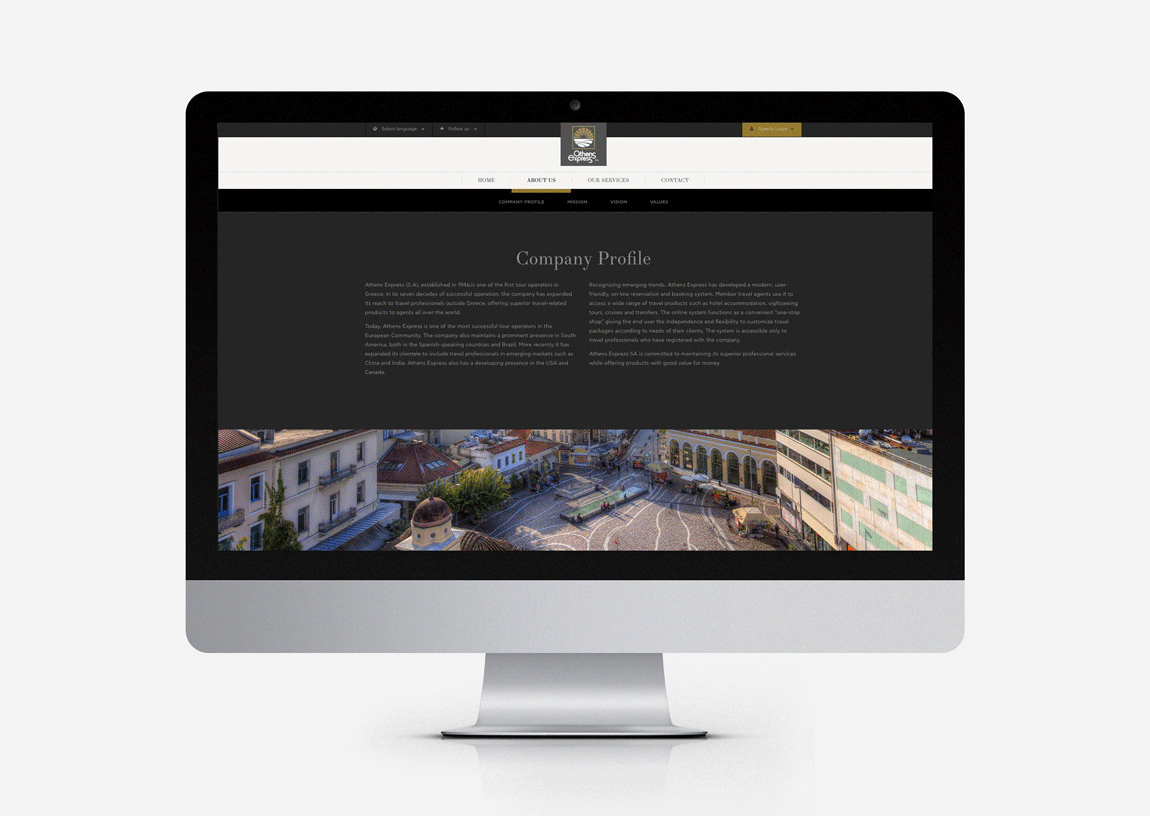 Select language
Follow us
Agents Login
Athens
express
HOME
ABOUT US
OUR SERVICES
CONTACT
COMPANY PROFILE
MISSION
VISION
VALUES
Company Profile
Athens Express (S.A), established in 1946,is one of the first tour operators in
Greece. In its seven decades of successful operation, the company has expanded
its reach to travel professionals outside Greece, offering superior travel-related
products to agents all over the world.
Today, Athens Express is one of the most successful tour operators in the
European Community. The company also maintains a prominent presence in South
America, both in the Spanish-speaking countries and Brazil. More recently it has
expanded its clientele to include travel professionals in emerging markets such as
China and India. Athens Express also has a developing presence in the USA and
Canada.
Recognizing emerging trends, Athens Express has developed a modern, user-
friendly, on-line reservation and booking system. Member travel agents use it to
access a wide range of travel products such as hotel accommodation, sightseeing
tours, cruises and transfers. The online system functions as a convenient "one-stop
shop" giving the end user the independence and flexibility to customize travel
packages according to needs of their clients. The system is accessible only to
travel professionals who have registered with the company.
Athens Express SA is committed to maintaining its superior professional services
while offering products with good value for money.